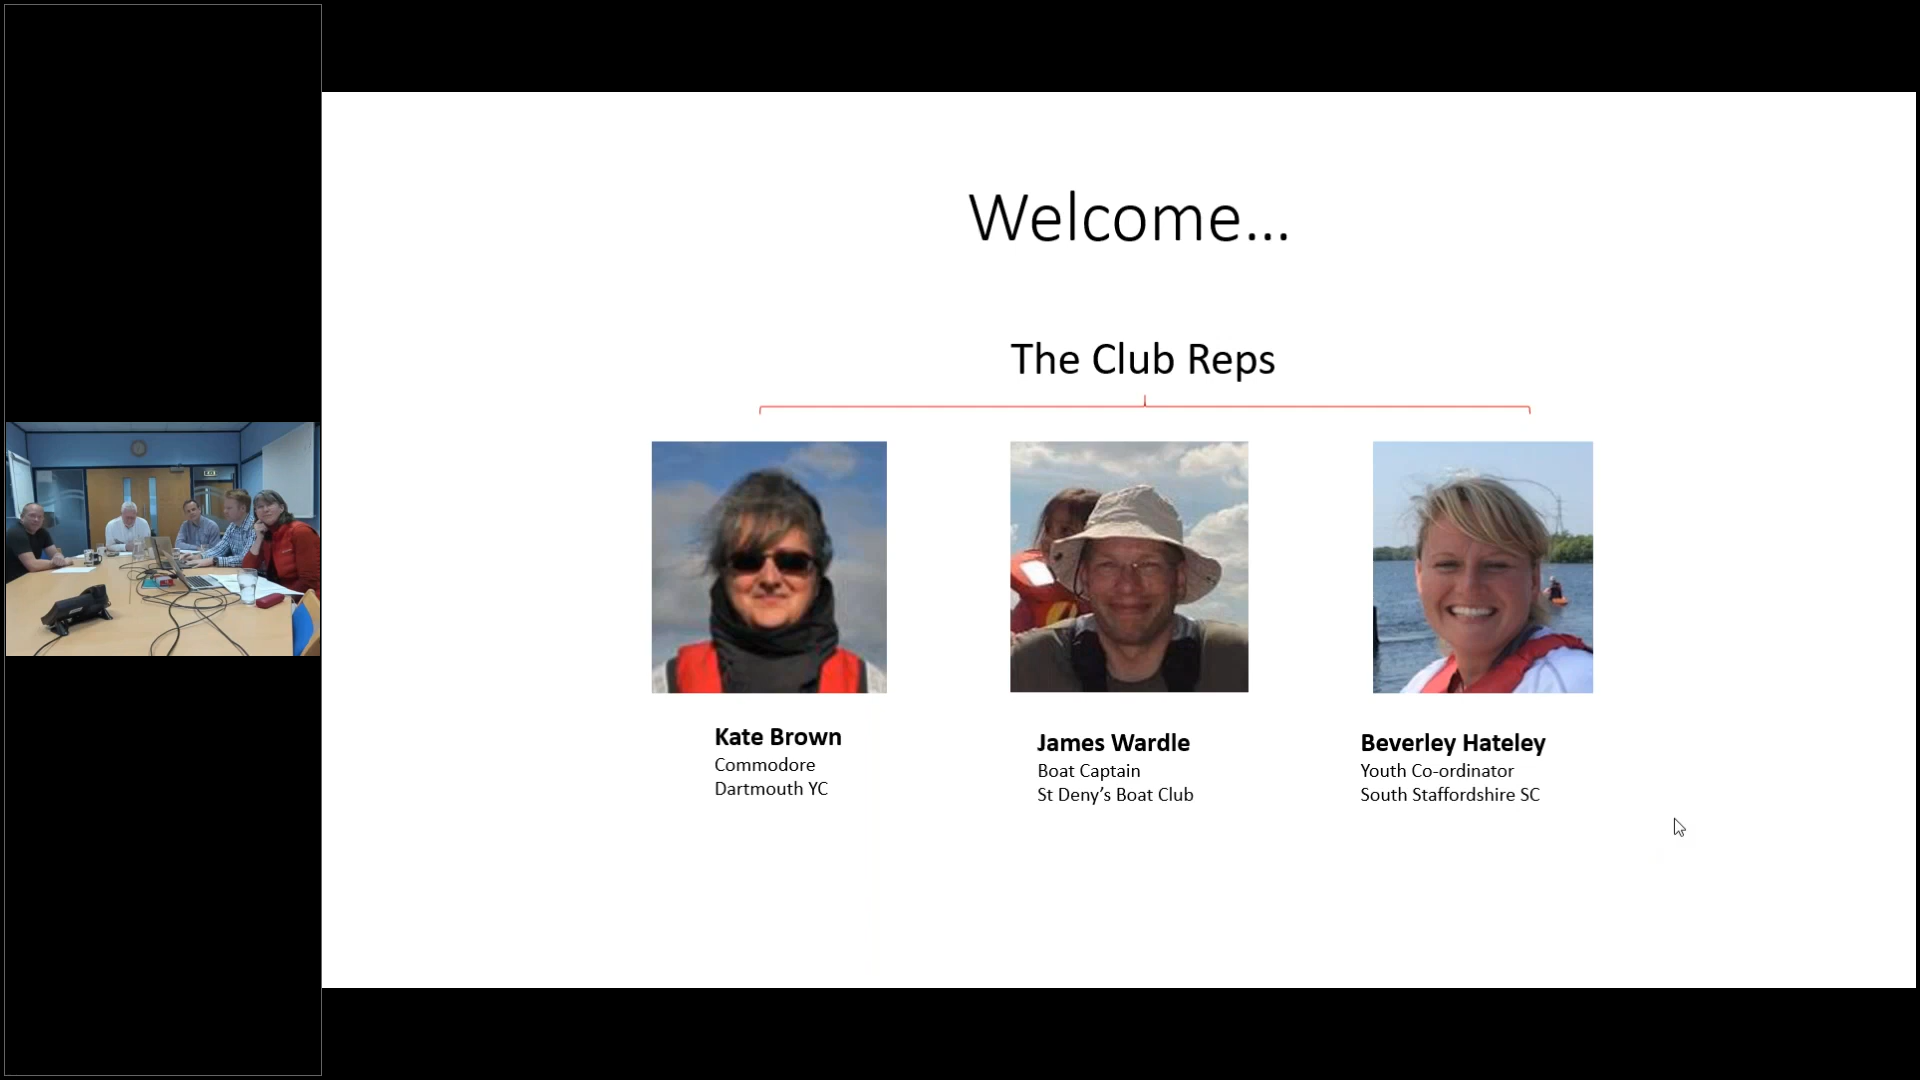 Welcome...
The Club Reps
Kate Brown
Commodore
Dartmouth YC
James Wardle
Boat Captain
St Deny’s Boat Club
Beverley Hateley
Youth Co-ordinator
South Staffordshire SC